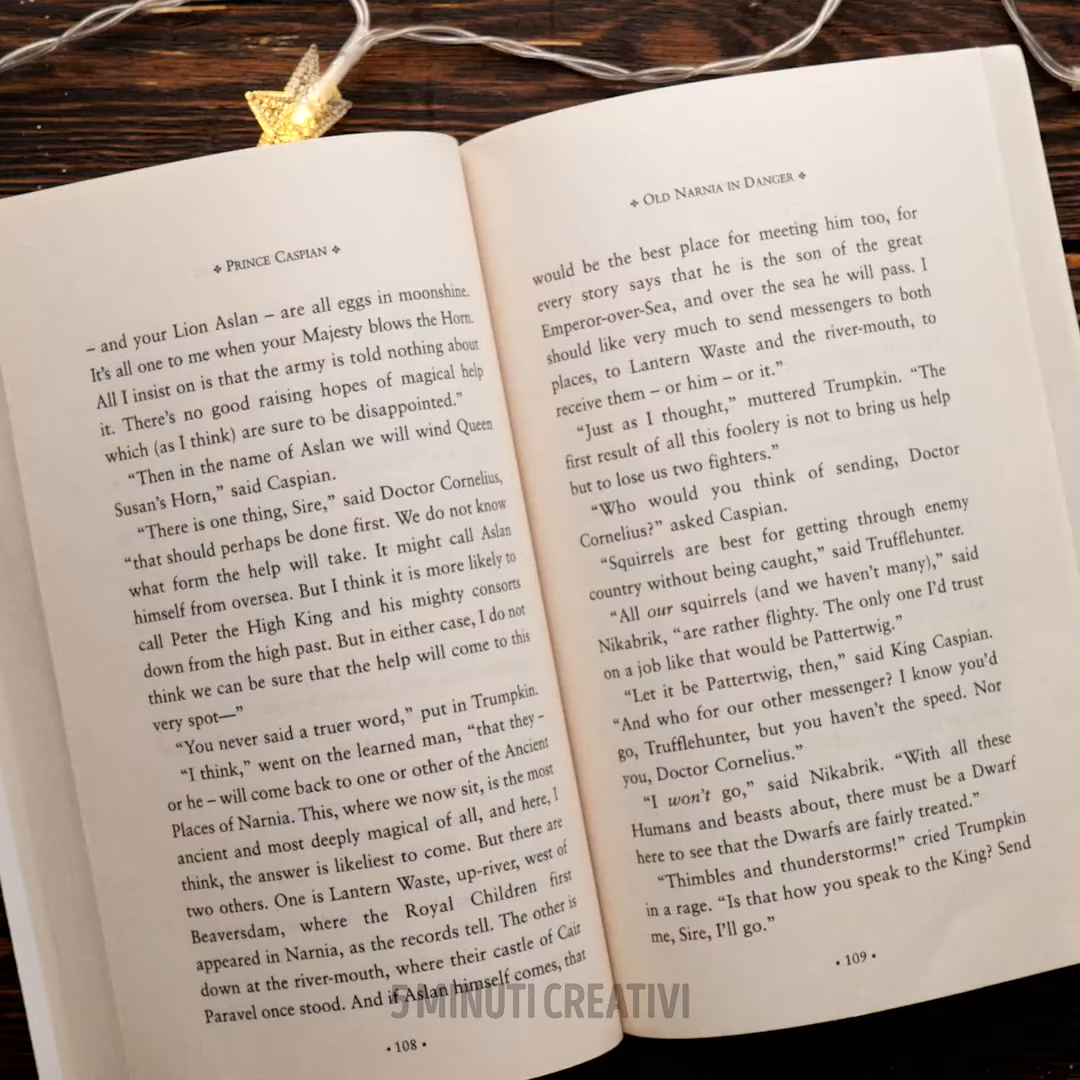 ❖ PRINCE CASPIAN ❖
– and your Lion Aslan – are all eggs in moonshine.
It's all one to me when your Majesty blows the Horn.
All I insist on is that the army is told nothing about
it. There's no good raising hopes of magical help
which (as I think) are sure to be disappointed.”
“Then in the name of Aslan we will wind Queen
Susan's Horn,” said Caspian.
“There is one thing, Sire,” said Doctor Cornelius,
“that should perhaps be done first. We do not know
what form the help will take. It might call Aslan
himself from oversea. But I think it is more likely to
call Peter the High King and his mighty consorts
down from the high past. But in either case, I do not
think we can be sure that the help will come to this
very spot—”
“You never said a truer word,” put in Trumpkin.
“I think,” went on the learned man, “that they –
or he – will come back to one or other of the Ancient
Places of Narnia. This, where we now sit, is the most
ancient and most deeply magical of all, and here, I
think, the answer is likeliest to come. But there are
two others. One is Lantern Waste, up-river, west of
Beaversdam, where the Royal Children first
appeared in Narnia, as the records tell. The other is
down at the river-mouth, where their castle of Cair
Paravel once stood. And if Aslan himself comes, that
• 108 •
❖ OLD NARNIA IN DANGER ❖
would be the best place for meeting him too, for
every story says that he is the son of the great
Emperor-over-Sea, and over the sea he will pass. I
should like very much to send messengers to both
places, to Lantern Waste and the river-mouth, to
receive them – or him – or it.”
“Just as I thought,” muttered Trumpkin. “The
first result of all this foolery is not to bring us help
but to lose us two fighters.”
“Who would you think of sending, Doctor
Cornelius?” asked Caspian.
“Squirrels are best for getting through enemy
country without being caught,” said Trufflehunter.
“All our squirrels (and we haven't many),” said
Nikabrik, “are rather flighty. The only one I'd trust
on a job like that would be Pattertwig.”
“Let it be Pattertwig, then,” said King Caspian.
“And who for our other messenger? I know you'd
go, Trufflehunter, but you haven't the speed. Nor
you, Doctor Cornelius.”
“I won't go,” said Nikabrik. “With all these
Humans and beasts about, there must be a Dwarf
here to see that the Dwarfs are fairly treated.”
“Thimbles and thunderstorms!” cried Trumpkin
in a rage. “Is that how you speak to the King? Send
me, Sire, I'll go.”
• 109 •
5 MINUTI CREATIVI